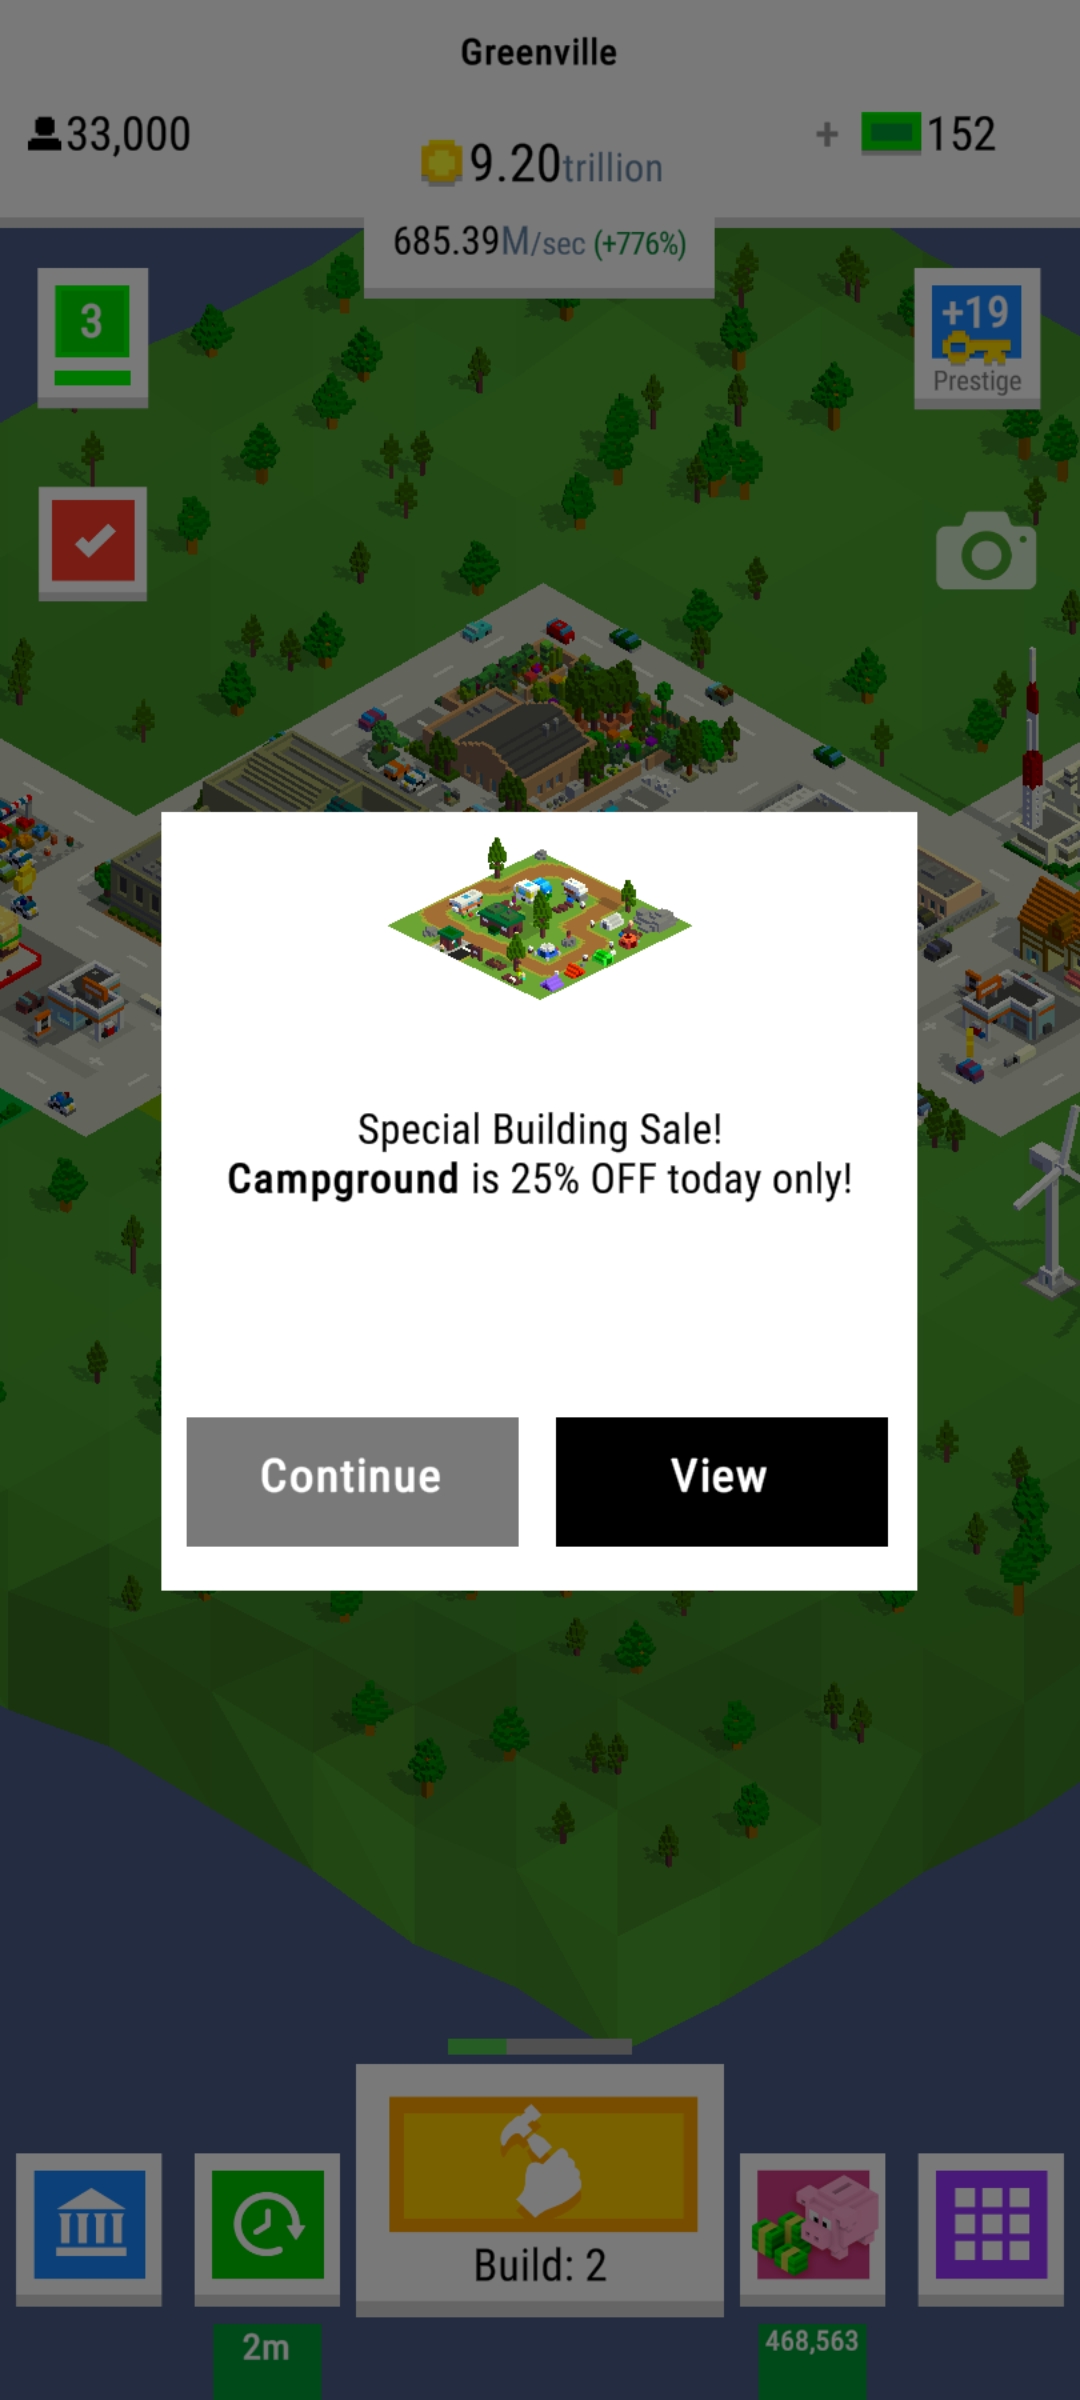 Greenville
33,000
9.20trillion
+ 152
685.39M/sec (+776%)
3
+19
Prestige
Special Building Sale!
Campground is 25% OFF today only!
Continue
View
Build: 2
2m
468,563